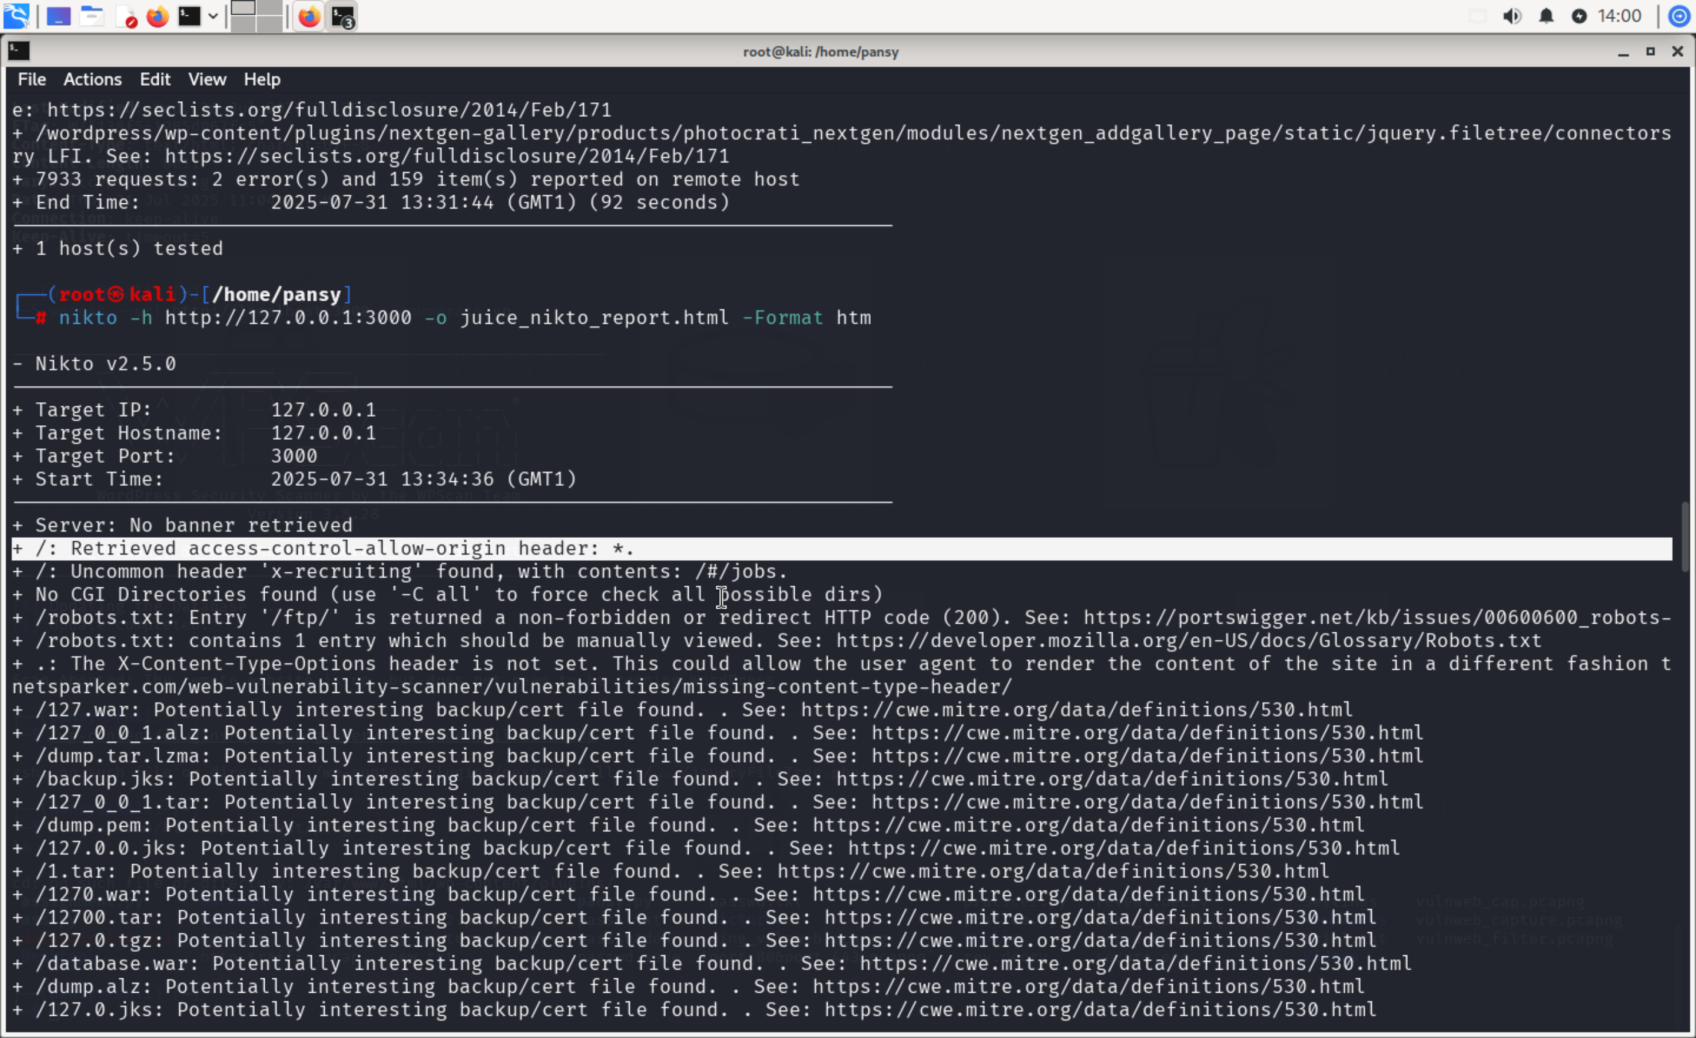 14:00
root@kali: /home/pansy
File Actions Edit View Help
e: https://seclists.org/fulldisclosure/2014/Feb/171
+ /wordpress/wp-content/plugins/nextgen-gallery/products/photocrati_nextgen/modules/nextgen_addgallery_page/static/jquery.filetree/connectors
ry LFI. See: https://seclists.org/fulldisclosure/2014/Feb/171
+ 7933 requests: 2 error(s) and 159 item(s) reported on remote host
+ End Time: 2025-07-31 13:31:44 (GMT1) (92 seconds)
+ 1 host(s) tested
(root㉿kali)-[/home/pansy]
# nikto -h http://127.0.0.1:3000 -o juice_nikto_report.html -Format htm
- Nikto v2.5.0
+ Target IP: 127.0.0.1
+ Target Hostname: 127.0.0.1
+ Target Port: 3000
+ Start Time: 2025-07-31 13:34:36 (GMT1)
+ Server: No banner retrieved
+ /: Retrieved access-control-allow-origin header: *.
+ /: Uncommon header 'x-recruiting' found, with contents: /#/jobs.
+ No CGI Directories found (use '-C all' to force check all possible dirs)
+ /robots.txt: Entry '/ftp/' is returned a non-forbidden or redirect HTTP code (200). See: https://portswigger.net/kb/issues/00600600_robots-
+ /robots.txt: contains 1 entry which should be manually viewed. See: https://developer.mozilla.org/en-US/docs/Glossary/Robots.txt
+ .: The X-Content-Type-Options header is not set. This could allow the user agent to render the content of the site in a different fashion t
netsparker.com/web-vulnerability-scanner/vulnerabilities/missing-content-type-header/
+ /127.war: Potentially interesting backup/cert file found. . See: https://cwe.mitre.org/data/definitions/530.html
+ /127_0_0_1.alz: Potentially interesting backup/cert file found. . See: https://cwe.mitre.org/data/definitions/530.html
+ /dump.tar.lzma: Potentially interesting backup/cert file found. . See: https://cwe.mitre.org/data/definitions/530.html
+ /backup.jks: Potentially interesting backup/cert file found. . See: https://cwe.mitre.org/data/definitions/530.html
+ /127_0_0_1.tar: Potentially interesting backup/cert file found. . See: https://cwe.mitre.org/data/definitions/530.html
+ /dump.pem: Potentially interesting backup/cert file found. . See: https://cwe.mitre.org/data/definitions/530.html
+ /127.0.0.jks: Potentially interesting backup/cert file found. . See: https://cwe.mitre.org/data/definitions/530.html
+ /1.tar: Potentially interesting backup/cert file found. . See: https://cwe.mitre.org/data/definitions/530.html
+ /1270.war: Potentially interesting backup/cert file found. . See: https://cwe.mitre.org/data/definitions/530.html
+ /12700.tar: Potentially interesting backup/cert file found. . See: https://cwe.mitre.org/data/definitions/530.html
+ /127.0.tgz: Potentially interesting backup/cert file found. . See: https://cwe.mitre.org/data/definitions/530.html
+ /database.war: Potentially interesting backup/cert file found. . See: https://cwe.mitre.org/data/definitions/530.html
+ /dump.alz: Potentially interesting backup/cert file found. . See: https://cwe.mitre.org/data/definitions/530.html
+ /127.0.jks: Potentially interesting backup/cert file found. . See: https://cwe.mitre.org/data/definitions/530.html